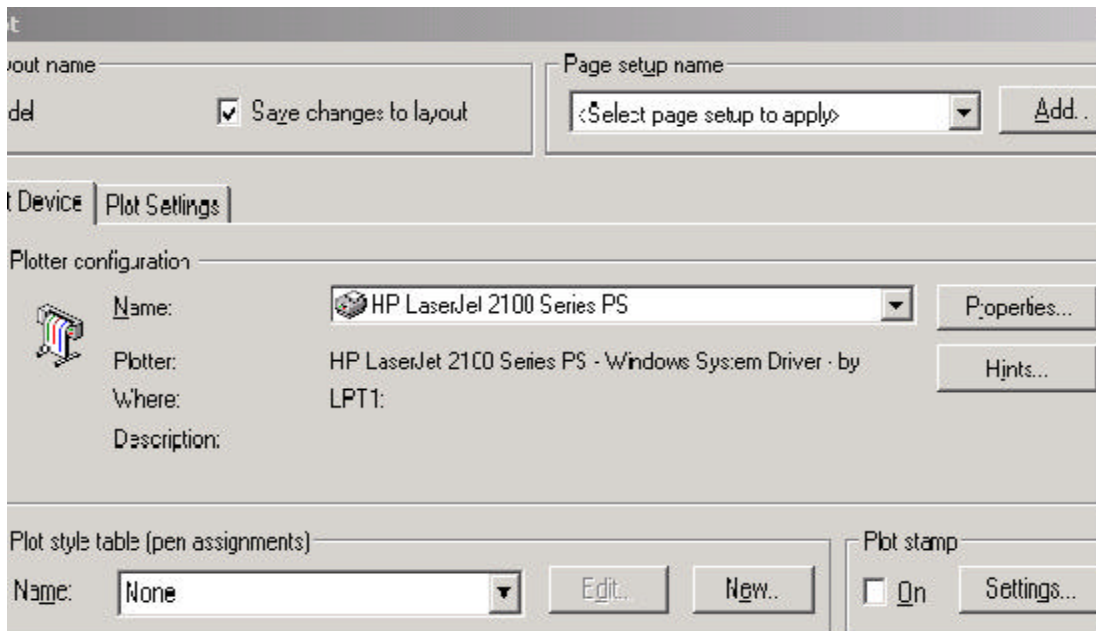 t
yout name
Page setup name
del
Save changes to layout
<Select page setup to apply>
Add..
t Device
Plot Settings
Plotter configuration
Name:
HP LaserJet 2100 Series PS
Properties...
Plotter:
HP LaserJet 2100 Series PS - Windows System Driver - by
Hints...
Where:
LPT1:
Description:
Plot style table (pen assignments)
Plot stamp
Name:
None
Edit...
New..
On
Settings...